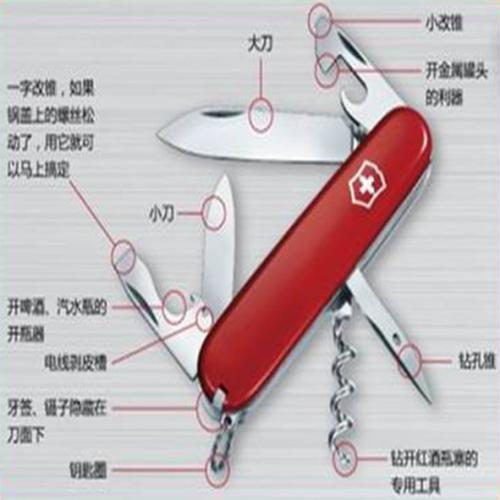 小改锥
大刀
开金属罐头
的利器
一字改锥，如果
锅盖上的螺丝松
动了，用它就可
以马上搞定
小刀
开啤酒、汽水瓶的
开瓶器
电线剥皮槽
钻孔锥
牙签、镊子隐藏在
刀面下
钥匙圈
钻开红酒瓶塞的
专用工具